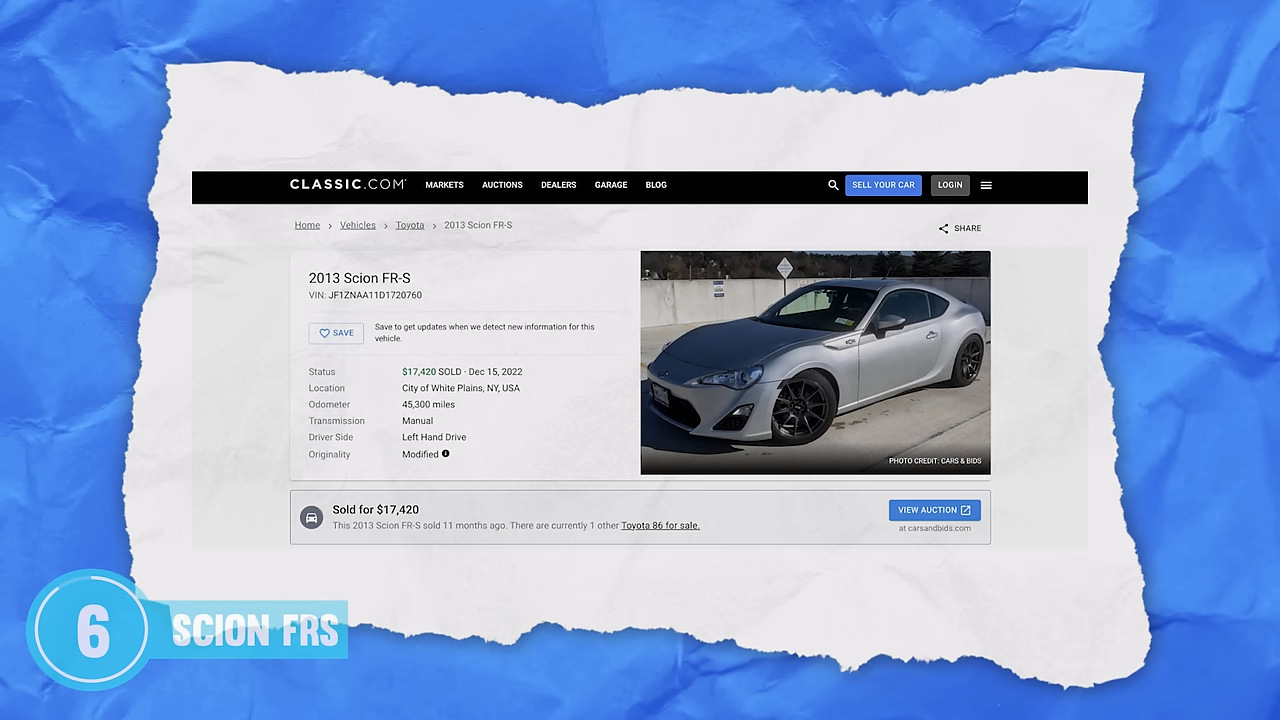 CLASSIC.COM MARKETS AUCTIONS DEALERS GARAGE BLOG SELL YOUR CAR LOGIN
Home › Vehicles › Toyota › 2013 Scion FR-S SHARE
2013 Scion FR-S
VIN: JF1ZNAA11D1720760
SAVE Save to get updates when we detect new information for this
vehicle.
Status $17,420 SOLD · Dec 15, 2022
Location City of White Plains, NY, USA
Odometer 45,300 miles
Transmission Manual
Driver Side Left Hand Drive
Originality Modified
PHOTO CREDIT: CARS & BIDS
Sold for $17,420
This 2013 Scion FR-S sold 11 months ago. There are currently 1 other Toyota 86 for sale.
VIEW AUCTION
at carsandbids.com
6 SCION FRS